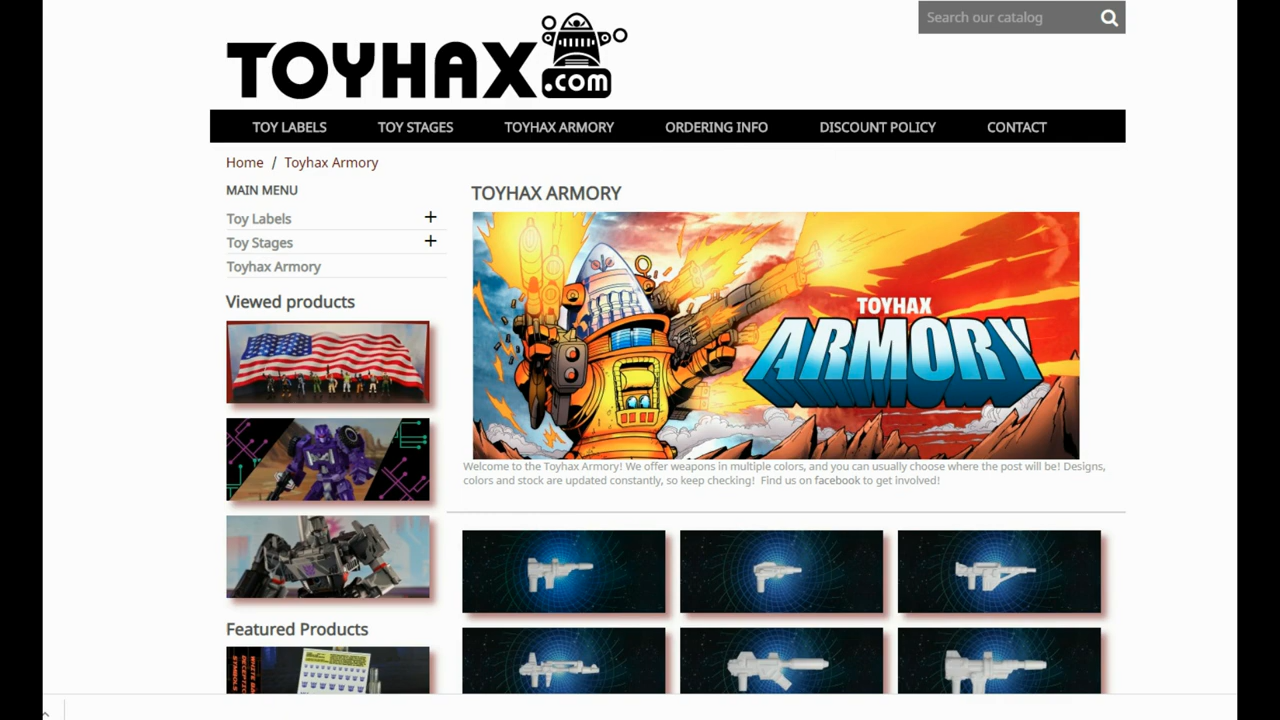 Search our catalog
TOYHAX.com
TOY LABELS
TOY STAGES
TOYHAX ARMORY
ORDERING INFO
DISCOUNT POLICY
CONTACT
Home / Toyhax Armory
MAIN MENU
Toy Labels +
Toy Stages +
Toyhax Armory
Viewed products
Featured Products
TOYHAX ARMORY
TOYHAX
ARMORY
Welcome to the Toyhax Armory! We offer weapons in multiple colors, and you can usually choose where the post will be! Designs,
colors and stock are updated constantly, so keep checking! Find us on facebook to get involved!